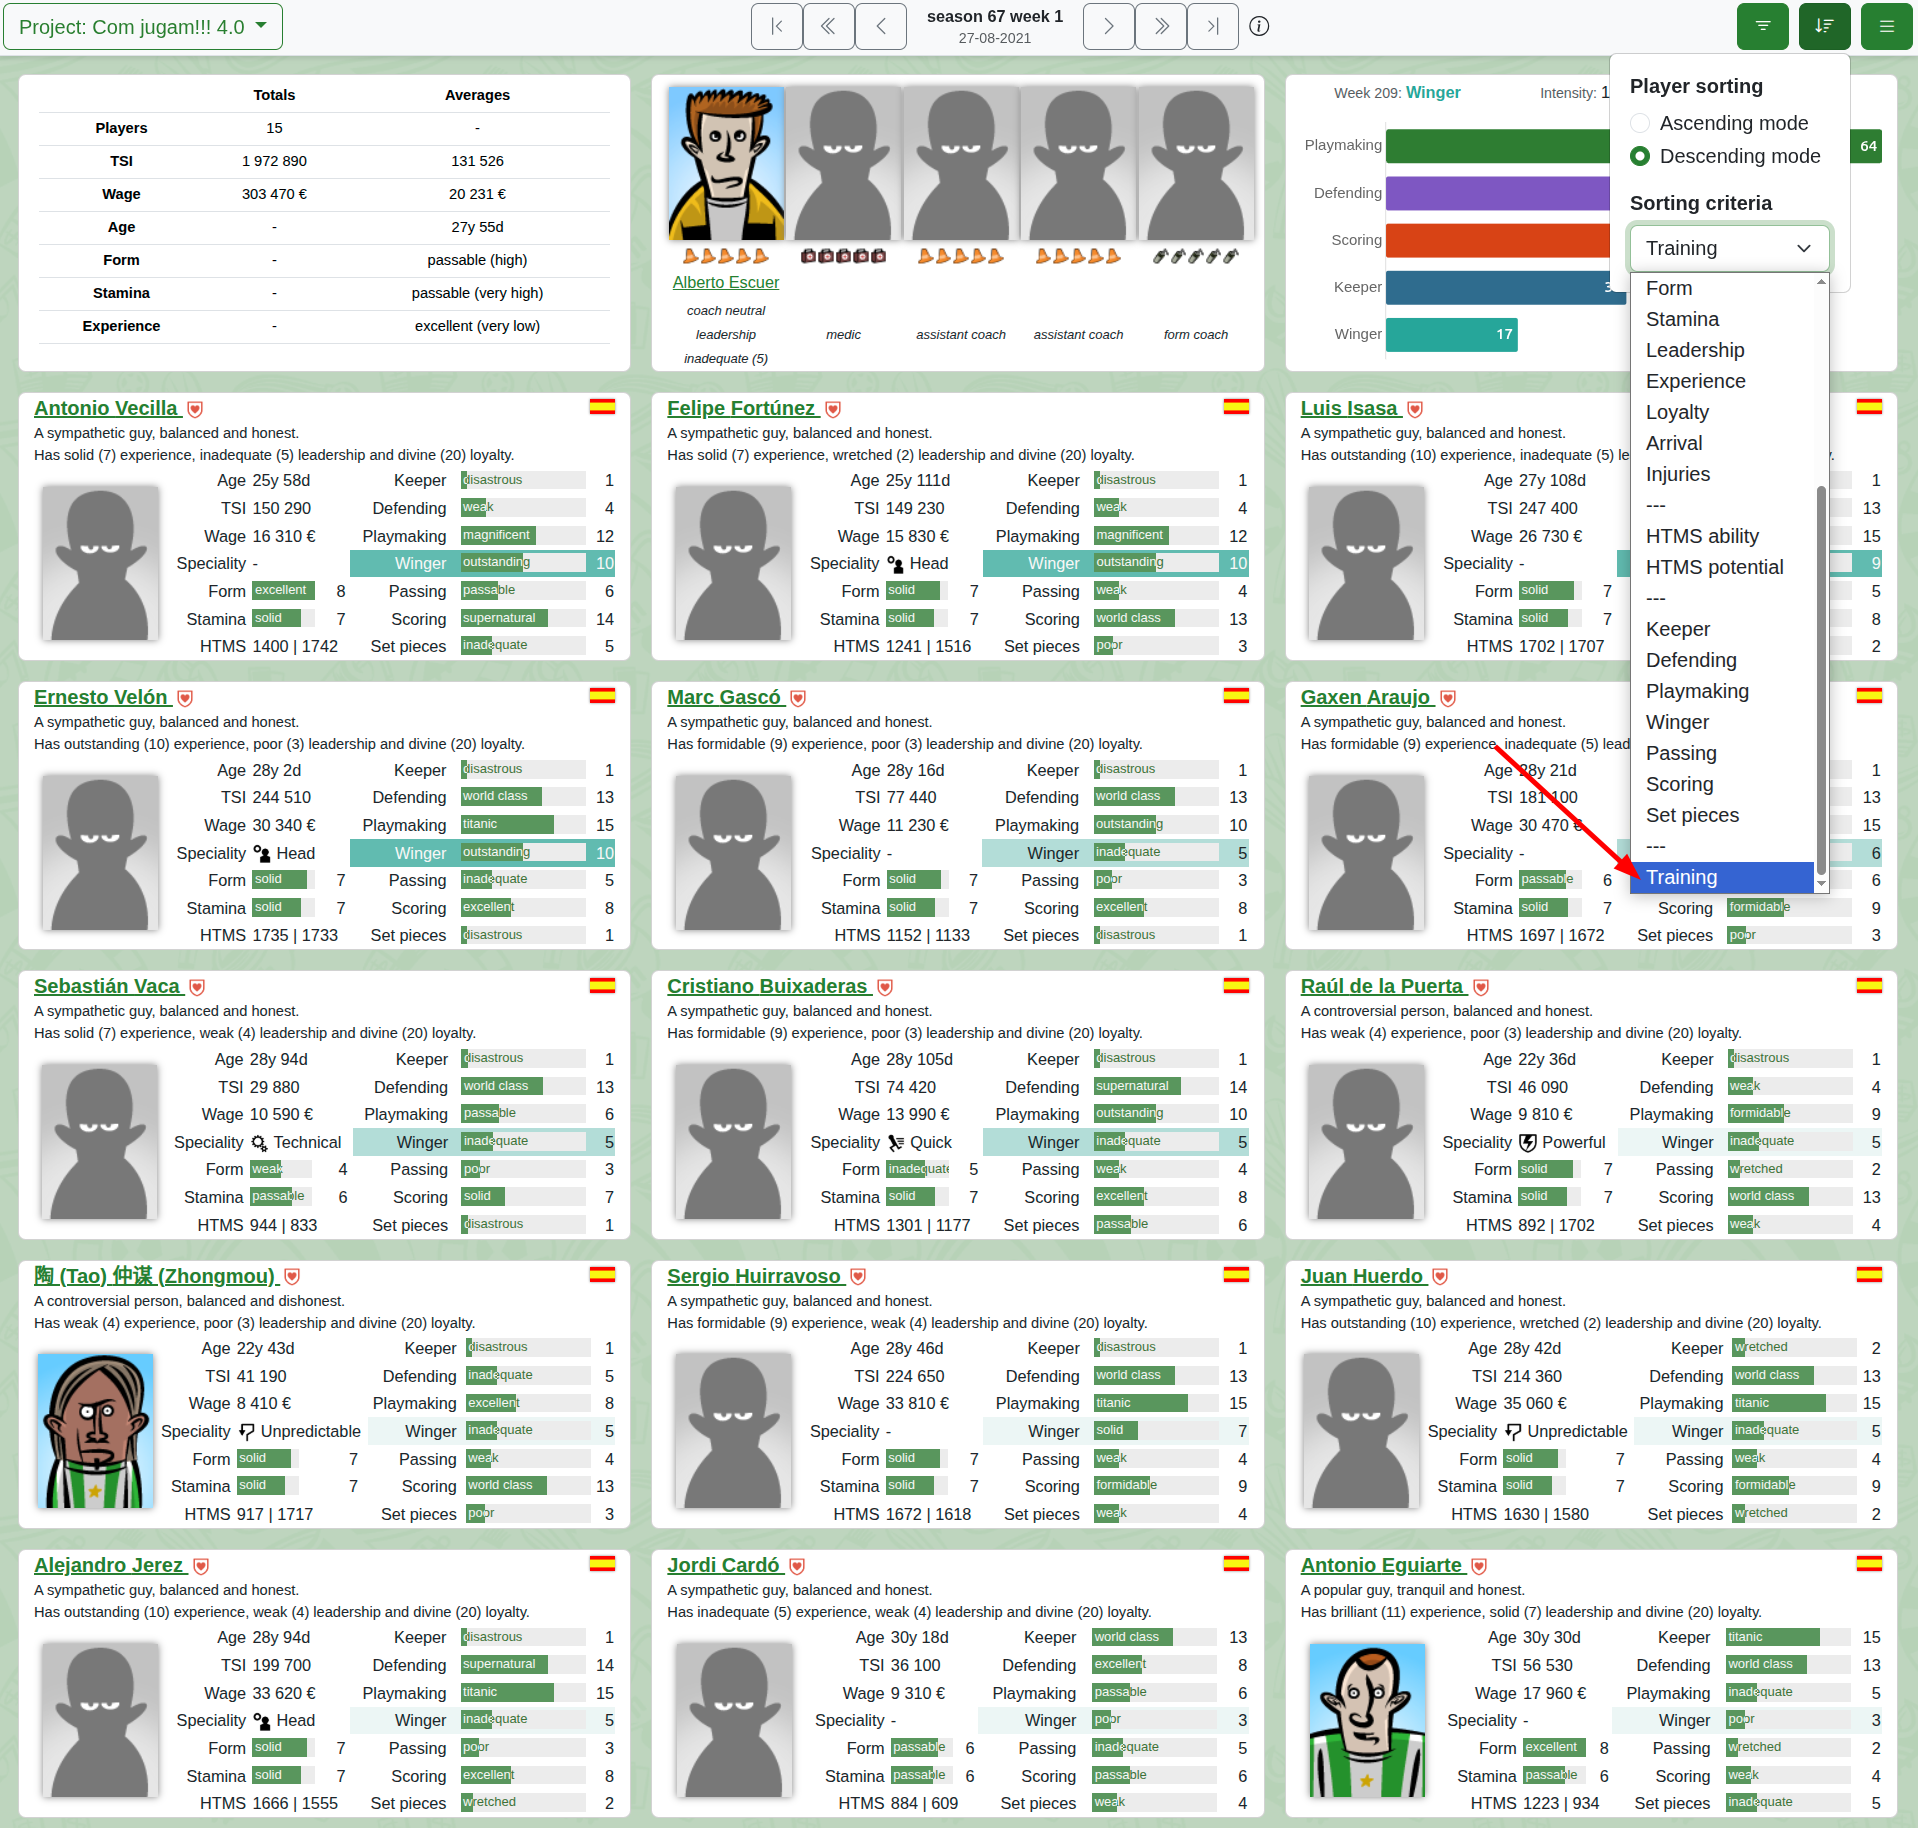 Project: Com jugam!!! 4.0
season 67 week 1
27-08-2021
Totals Averages
Players 15 -
TSI 1 972 890 131 526
Wage 303 470 € 20 231 €
Age - 27y 55d
Form - passable (high)
Stamina - passable (very high)
Experience - excellent (very low)
Alberto Escuer
coach neutral
leadership
inadequate (5)
medic
assistant coach
assistant coach
form coach
Week 209: Winger Intensity: 1
Playmaking 64
Defending
Scoring
Keeper 3
Winger 17
Player sorting
Ascending mode
Descending mode
Sorting criteria
Training
Form
Stamina
Leadership
Experience
Loyalty
Arrival
Injuries
---
HTMS ability
HTMS potential
---
Keeper
Defending
Playmaking
Winger
Passing
Scoring
Set pieces
---
Training
Antonio Vecilla
A sympathetic guy, balanced and honest.
Has solid (7) experience, inadequate (5) leadership and divine (20) loyalty.
Age 25y 58d Keeper disastrous 1
TSI 150 290 Defending weak 4
Wage 16 310 € Playmaking magnificent 12
Speciality - Winger outstanding 10
Form excellent 8 Passing passable 6
Stamina solid 7 Scoring supernatural 14
HTMS 1400 | 1742 Set pieces inadequate 5
Felipe Fortúnez
A sympathetic guy, balanced and honest.
Has solid (7) experience, wretched (2) leadership and divine (20) loyalty.
Age 25y 111d Keeper disastrous 1
TSI 149 230 Defending weak 4
Wage 15 830 € Playmaking magnificent 12
Speciality Head Winger outstanding 10
Form solid 7 Passing weak 4
Stamina solid 7 Scoring world class 13
HTMS 1241 | 1516 Set pieces poor 3
Luis Isasa
A sympathetic guy, balanced and honest.
Has outstanding (10) experience, inadequate (5) le y.
Age 27y 108d 1
TSI 247 400 13
Wage 26 730 € 15
Speciality - 9
Form solid 7 5
Stamina solid 7 8
HTMS 1702 | 1707 2
Ernesto Velón
A sympathetic guy, balanced and honest.
Has outstanding (10) experience, poor (3) leadership and divine (20) loyalty.
Age 28y 2d Keeper disastrous 1
TSI 244 510 Defending world class 13
Wage 30 340 € Playmaking titanic 15
Speciality Head Winger outstanding 10
Form solid 7 Passing inadequate 5
Stamina solid 7 Scoring excellent 8
HTMS 1735 | 1733 Set pieces disastrous 1
Marc Gascó
A sympathetic guy, balanced and honest.
Has formidable (9) experience, poor (3) leadership and divine (20) loyalty.
Age 28y 16d Keeper disastrous 1
TSI 77 440 Defending world class 13
Wage 11 230 € Playmaking outstanding 10
Speciality - Winger inadequate 5
Form solid 7 Passing poor 3
Stamina solid 7 Scoring excellent 8
HTMS 1152 | 1133 Set pieces disastrous 1
Gaxen Araujo
A sympathetic guy, balanced and honest.
Has formidable (9) experience, inadequate (5) lead
Age 28y 21d 1
TSI 181 100 13
Wage 30 470 € 15
Speciality - 6
Form passable 6 6
Stamina solid 7 Scoring formidable 9
HTMS 1697 | 1672 Set pieces poor 3
Sebastián Vaca
A sympathetic guy, balanced and honest.
Has solid (7) experience, weak (4) leadership and divine (20) loyalty.
Age 28y 94d Keeper disastrous 1
TSI 29 880 Defending world class 13
Wage 10 590 € Playmaking passable 6
Speciality Technical Winger inadequate 5
Form weak 4 Passing poor 3
Stamina passable 6 Scoring solid 7
HTMS 944 | 833 Set pieces disastrous 1
Cristiano Buixaderas
A sympathetic guy, balanced and honest.
Has formidable (9) experience, poor (3) leadership and divine (20) loyalty.
Age 28y 105d Keeper disastrous 1
TSI 74 420 Defending supernatural 14
Wage 13 990 € Playmaking outstanding 10
Speciality Quick Winger inadequate 5
Form inadequate 5 Passing weak 4
Stamina solid 7 Scoring excellent 8
HTMS 1301 | 1177 Set pieces passable 6
Raúl de la Puerta
A controversial person, balanced and honest.
Has weak (4) experience, poor (3) leadership and divine (20) loyalty.
Age 22y 36d Keeper disastrous 1
TSI 46 090 Defending weak 4
Wage 9 810 € Playmaking formidable 9
Speciality Powerful Winger inadequate 5
Form solid 7 Passing wretched 2
Stamina solid 7 Scoring world class 13
HTMS 892 | 1702 Set pieces weak 4
陶 (Tao) 仲谋 (Zhongmou)
A controversial person, balanced and dishonest.
Has weak (4) experience, poor (3) leadership and divine (20) loyalty.
Age 22y 43d Keeper disastrous 1
TSI 41 190 Defending inadequate 5
Wage 8 410 € Playmaking excellent 8
Speciality Unpredictable Winger inadequate 5
Form solid 7 Passing weak 4
Stamina solid 7 Scoring world class 13
HTMS 917 | 1717 Set pieces poor 3
Sergio Huirravoso
A sympathetic guy, balanced and honest.
Has formidable (9) experience, weak (4) leadership and divine (20) loyalty.
Age 28y 46d Keeper disastrous 1
TSI 224 650 Defending world class 13
Wage 33 810 € Playmaking titanic 15
Speciality - Winger solid 7
Form solid 7 Passing weak 4
Stamina solid 7 Scoring formidable 9
HTMS 1672 | 1618 Set pieces weak 4
Juan Huerdo
A sympathetic guy, balanced and honest.
Has outstanding (10) experience, wretched (2) leadership and divine (20) loyalty.
Age 28y 42d Keeper wretched 2
TSI 214 360 Defending world class 13
Wage 35 060 € Playmaking titanic 15
Speciality Unpredictable Winger inadequate 5
Form solid 7 Passing weak 4
Stamina solid 7 Scoring formidable 9
HTMS 1630 | 1580 Set pieces wretched 2
Alejandro Jerez
A sympathetic guy, balanced and honest.
Has outstanding (10) experience, weak (4) leadership and divine (20) loyalty.
Age 28y 94d Keeper disastrous 1
TSI 199 700 Defending supernatural 14
Wage 33 620 € Playmaking titanic 15
Speciality Head Winger inadequate 5
Form solid 7 Passing poor 3
Stamina solid 7 Scoring excellent 8
HTMS 1666 | 1555 Set pieces wretched 2
Jordi Cardó
A sympathetic guy, balanced and honest.
Has inadequate (5) experience, weak (4) leadership and divine (20) loyalty.
Age 30y 18d Keeper world class 13
TSI 36 100 Defending excellent 8
Wage 9 310 € Playmaking passable 6
Speciality - Winger poor 3
Form passable 6 Passing inadequate 5
Stamina passable 6 Scoring passable 6
HTMS 884 | 609 Set pieces weak 4
Antonio Eguiarte
A popular guy, tranquil and honest.
Has brilliant (11) experience, solid (7) leadership and divine (20) loyalty.
Age 30y 30d Keeper titanic 15
TSI 56 530 Defending world class 13
Wage 17 960 € Playmaking inadequate 5
Speciality - Winger poor 3
Form excellent 8 Passing wretched 2
Stamina passable 6 Scoring weak 4
HTMS 1223 | 934 Set pieces inadequate 5